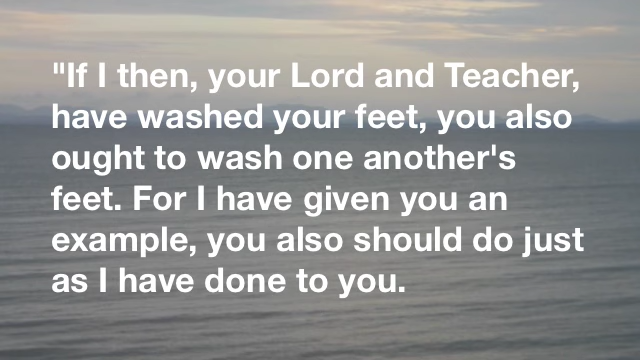 "If I then, your Lord and Teacher,
have washed your feet, you also
ought to wash one another's
feet. For I have given you an
example, you also should do just
as I have done to you.